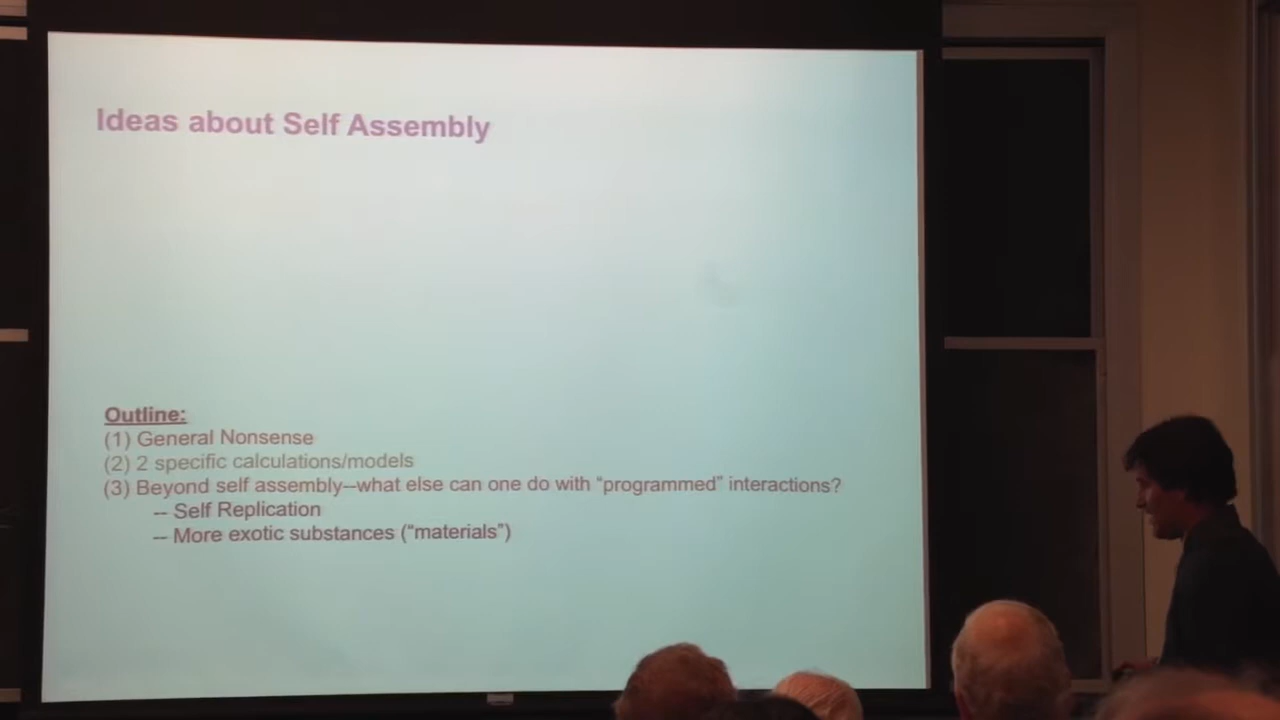 Ideas about Self Assembly
Outline:
(1) General Nonsense
(2) 2 specific calculations/models
(3) Beyond self assembly--what else can one do with “programmed” interactions?
-- Self Replication
-- More exotic substances (“materials”)